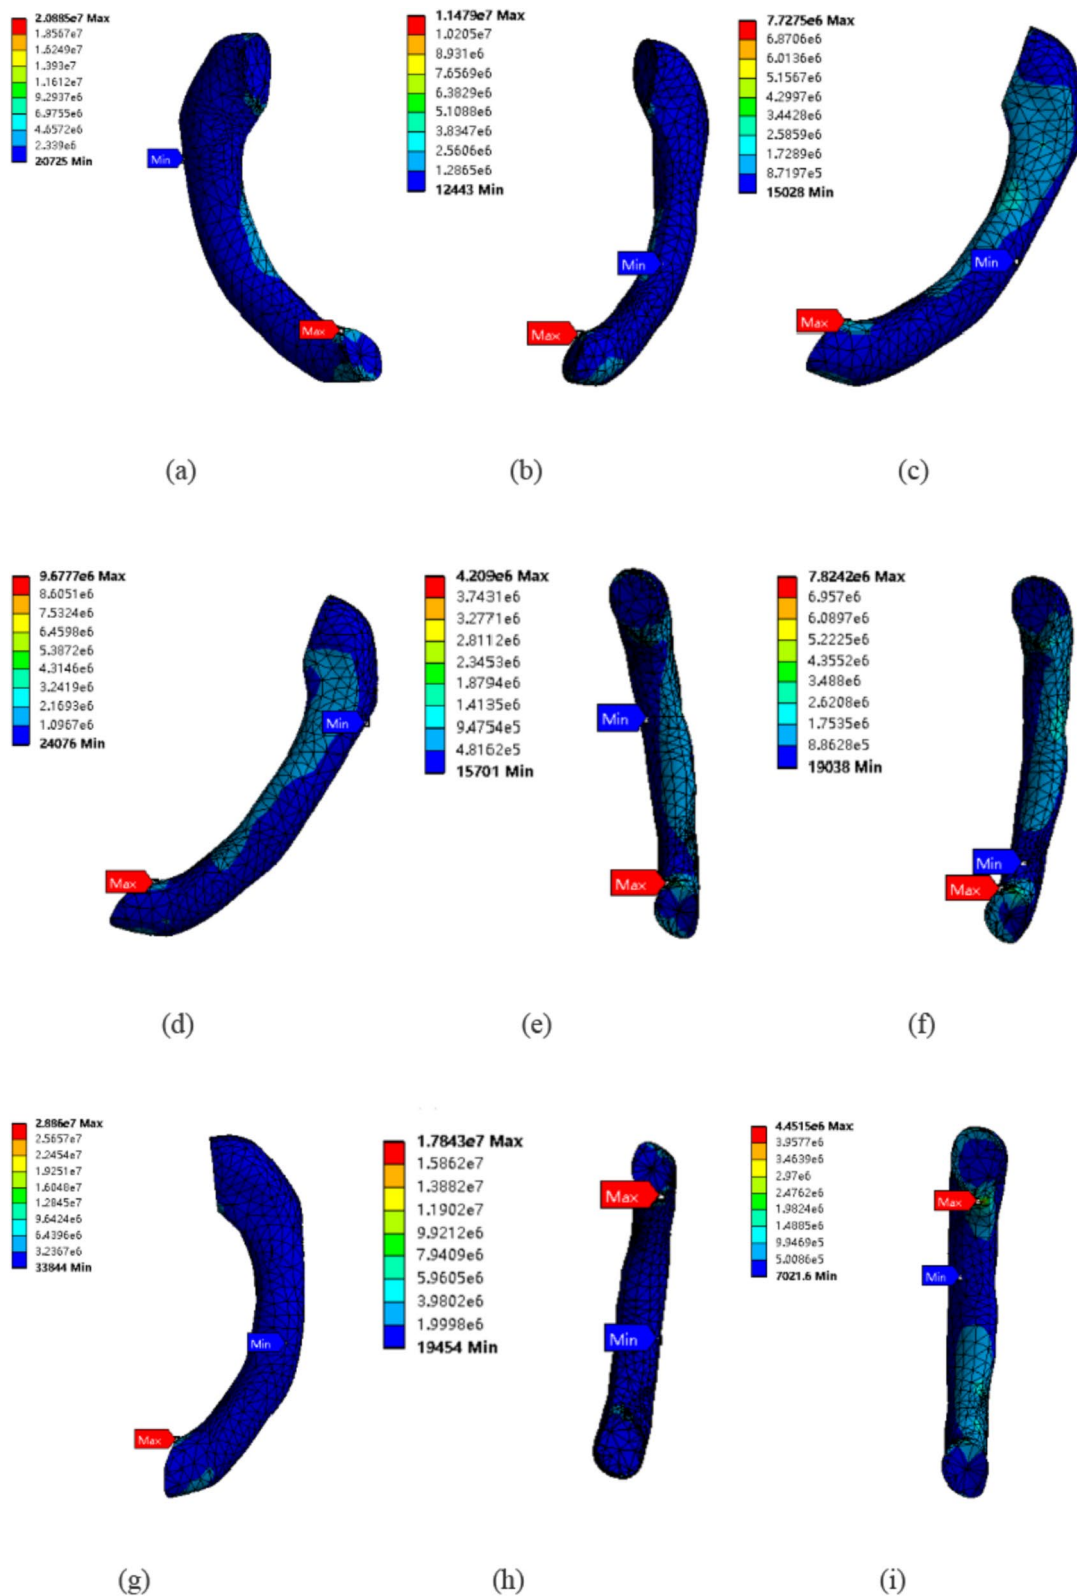 2.0885e7 Max
1.8567e7
1.6249e7
1.393e7
1.1612e7
9.2937e6
6.9755e6
4.6572e6
2.339e6
20725 Min
Min
Max
(a)
1.1479e7 Max
1.0205e7
8.931e6
7.6569e6
6.3829e6
5.1088e6
3.8347e6
2.5606e6
1.2865e6
12443 Min
Min
Max
(b)
7.7275e6 Max
6.8706e6
6.0136e6
5.1567e6
4.2997e6
3.4428e6
2.5859e6
1.7289e6
8.7197e5
15028 Min
Min
Max
(c)
9.6777e6 Max
8.6051e6
7.5324e6
6.4598e6
5.3872e6
4.3146e6
3.2419e6
2.1693e6
1.0967e6
24076 Min
Min
Max
(d)
4.209e6 Max
3.7431e6
3.2771e6
2.8112e6
2.3453e6
1.8794e6
1.4135e6
9.4754e5
4.8162e5
15701 Min
Min
Max
(e)
7.8242e6 Max
6.957e6
6.0897e6
5.2225e6
4.3552e6
3.488e6
2.6208e6
1.7535e6
8.8628e5
19038 Min
Min
Max
(f)
2.886e7 Max
2.5657e7
2.2454e7
1.9251e7
1.6048e7
1.2845e7
9.6424e6
6.4396e6
3.2367e6
33844 Min
Min
Max
(g)
1.7843e7 Max
1.5862e7
1.3882e7
1.1902e7
9.9212e6
7.9409e6
5.9605e6
3.9802e6
1.9998e6
19454 Min
Max
Min
(h)
4.4515e6 Max
3.9577e6
3.4639e6
2.97e6
2.4762e6
1.9824e6
1.4885e6
9.9469e5
5.0086e5
7021.6 Min
Max
Min
(i)